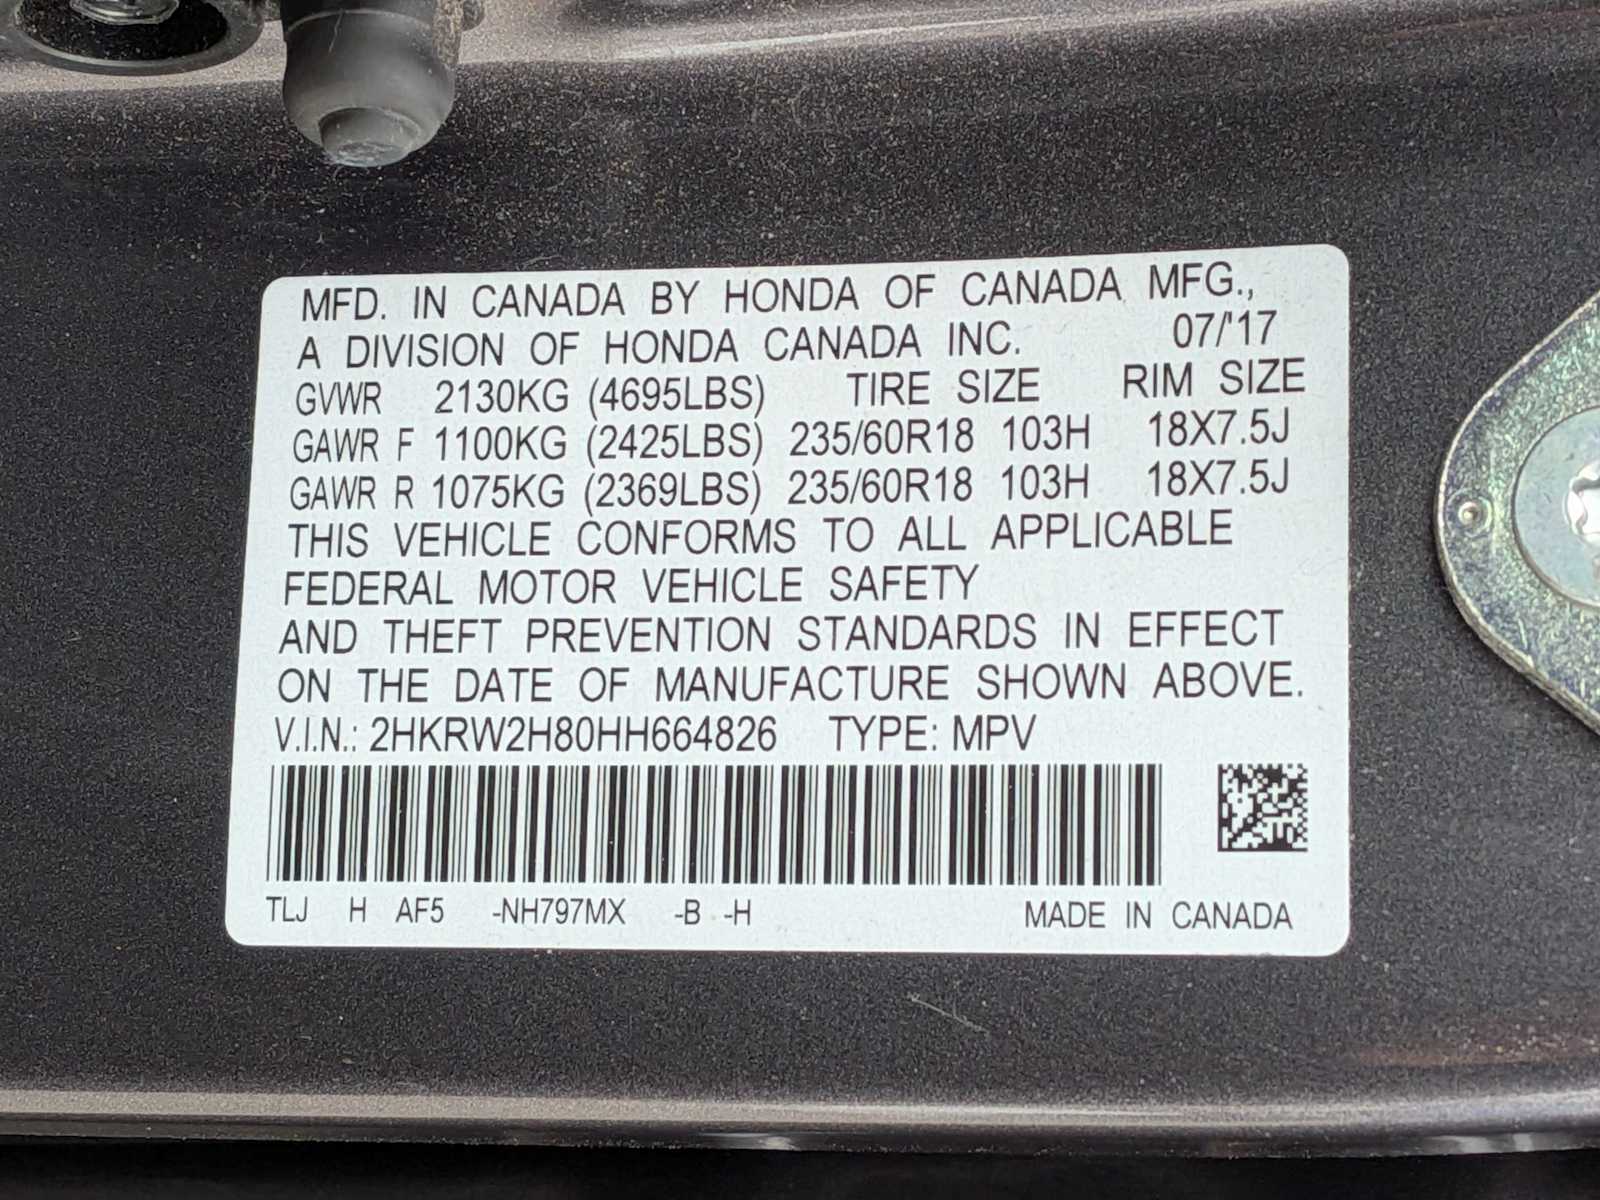 MFD. IN CANADA BY HONDA OF CANADA MFG.,
A DIVISION OF HONDA CANADA INC. 07/'17
GVWR 2130KG (4695LBS) TIRE SIZE RIM SIZE
GAWR F 1100KG (2425LBS) 235/60R18 103H 18X7.5J
GAWR R 1075KG (2369LBS) 235/60R18 103H 18X7.5J
THIS VEHICLE CONFORMS TO ALL APPLICABLE
FEDERAL MOTOR VEHICLE SAFETY
AND THEFT PREVENTION STANDARDS IN EFFECT
ON THE DATE OF MANUFACTURE SHOWN ABOVE.
V.I.N.: 2HKRW2H80HH664826 TYPE: MPV
TLJ H AF5 -NH797MX -B -H MADE IN CANADA